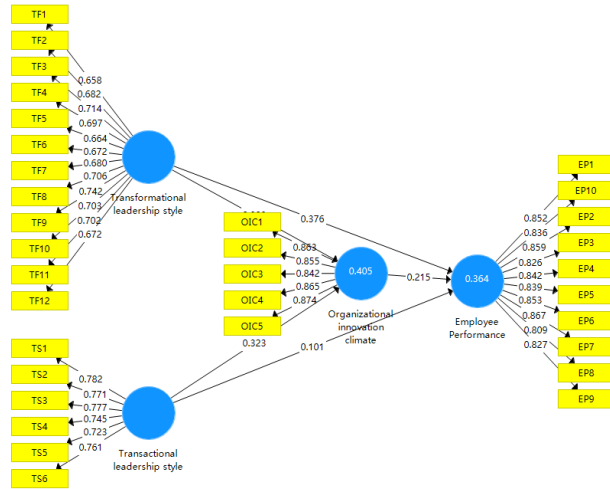 TF1
TF2
TF3
TF4
TF5
TF6
TF7
TF8
TF9
TF10
TF11
TF12
0.658
0.682
0.714
0.697
0.664
0.672
0.680
0.706
0.742
0.703
0.702
0.672
Transformational
leadership style
TS1
TS2
TS3
TS4
TS5
TS6
0.782
0.771
0.777
0.745
0.723
0.761
Transactional
leadership style
OIC1
OIC2
OIC3
OIC4
OIC5
0.863
0.855
0.842
0.865
0.874
0.405
Organizational
innovation
climate
0.376
0.215
0.323
0.101
0.364
Employee
Performance
0.852
0.836
0.859
0.826
0.842
0.839
0.853
0.867
0.809
0.827
EP1
EP10
EP2
EP3
EP4
EP5
EP6
EP7
EP8
EP9